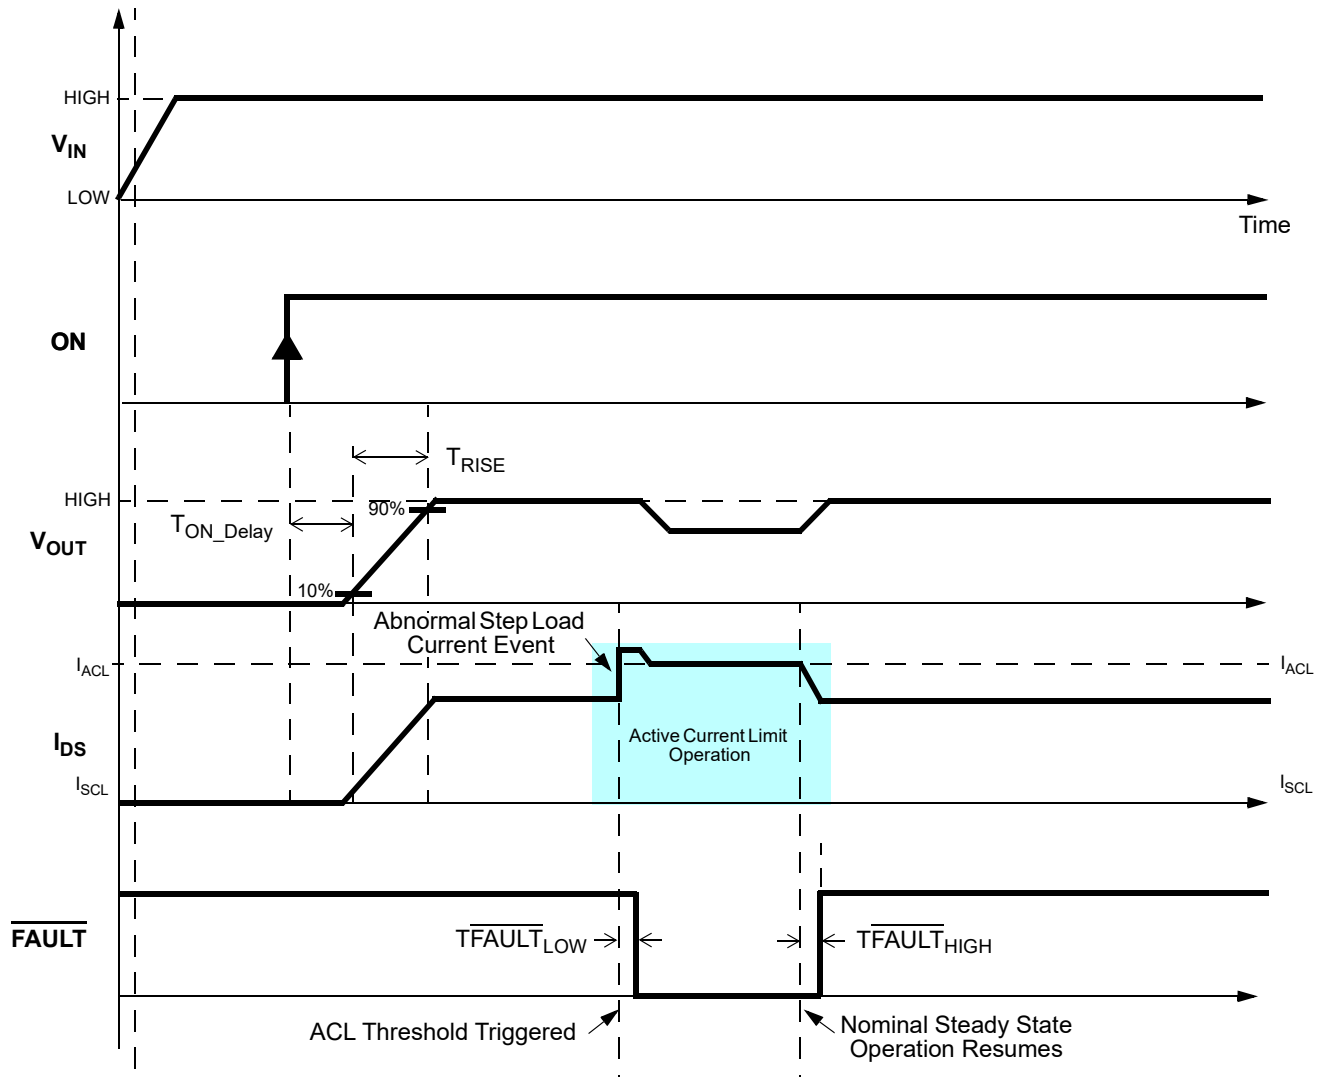 HIGH
VIN
LOW
Time
ON
TRISE
HIGH
90%
TON_Delay
VOUT
10%
Abnormal Step Load
Current Event
IACL
IACL
Active Current Limit
Operation
IDS
ISCL
ISCL
FAULT
TFAULTLOW
TFAULTHIGH
ACL Threshold Triggered
Nominal Steady State
Operation Resumes